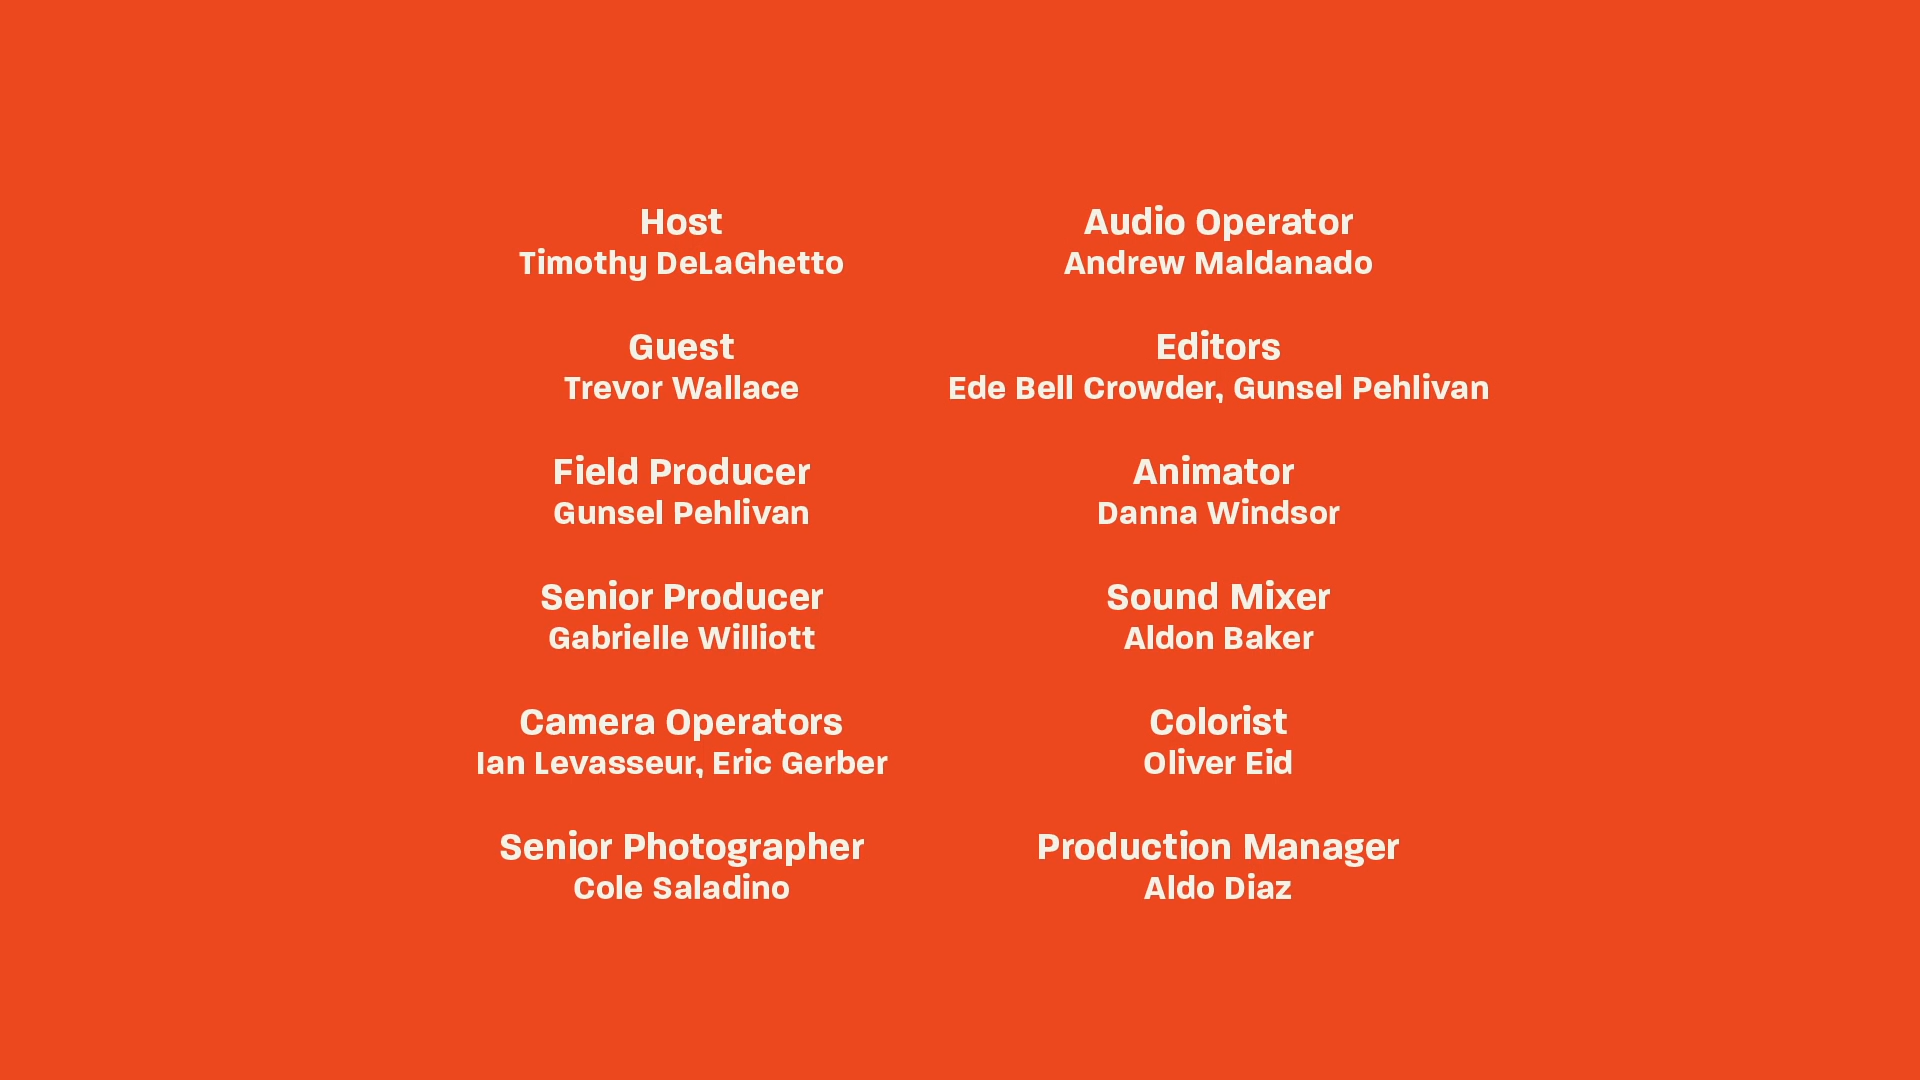 Host
Timothy DeLaGhetto
Guest
Trevor Wallace
Field Producer
Gunsel Pehlivan
Senior Producer
Gabrielle Williott
Camera Operators
Ian Levasseur, Eric Gerber
Senior Photographer
Cole Saladino
Audio Operator
Andrew Maldanado
Editors
Ede Bell Crowder, Gunsel Pehlivan
Animator
Danna Windsor
Sound Mixer
Aldon Baker
Colorist
Oliver Eid
Production Manager
Aldo Diaz